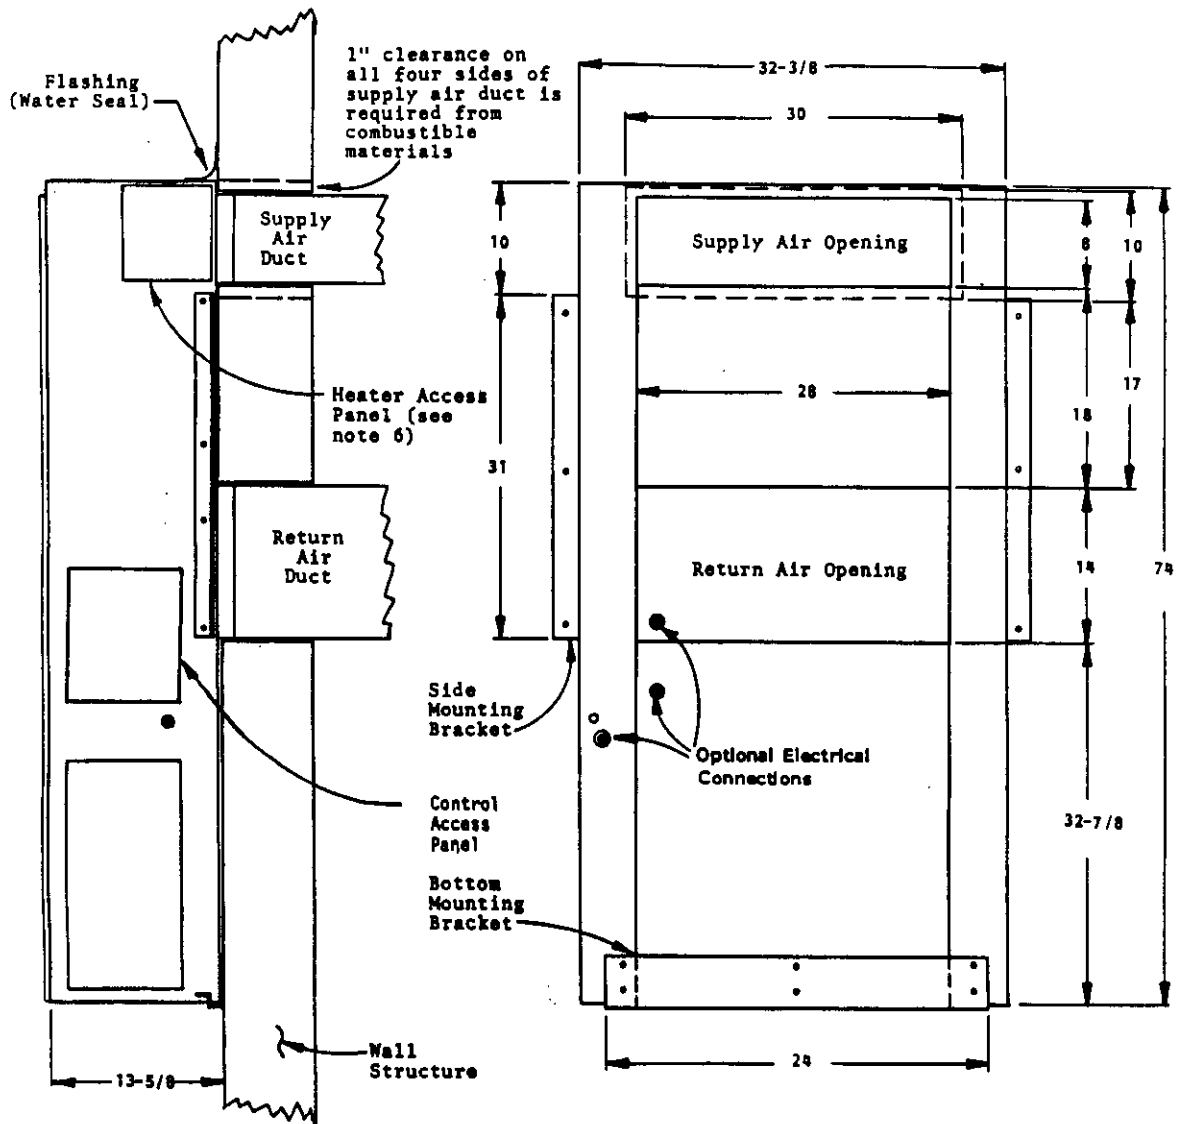 Flashing
(Water Seal)
1" clearance on
all four sides of
supply air duct is
required from
combustible
materials
Supply
Air
Duct
Heater Access
Panel (see
note 6)
Return
Air
Duct
Control
Access
Panel
Wall
Structure
13-5/8
32-3/8
30
10
Supply Air Opening
8
10
28
31
18
17
Return Air Opening
14
74
Side
Mounting
Bracket
Optional Electrical
Connections
32-7/8
Bottom
Mounting
Bracket
24